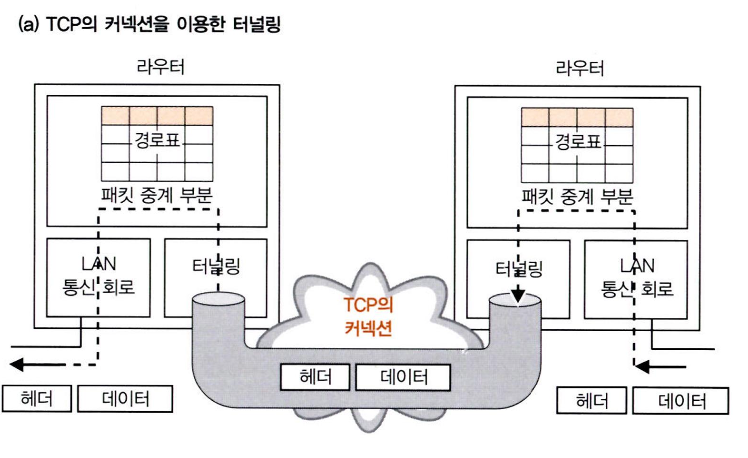 (a) TCP의 커넥션을 이용한 터널링
라우터
라우터
경로표
패킷 중계 부분
경로표
패킷 중계 부분
LAN
통신 회로
터널링
TCP의
커넥션
터널링
LAN
통신 회로
헤더 데이터
헤더 데이터
헤더 데이터